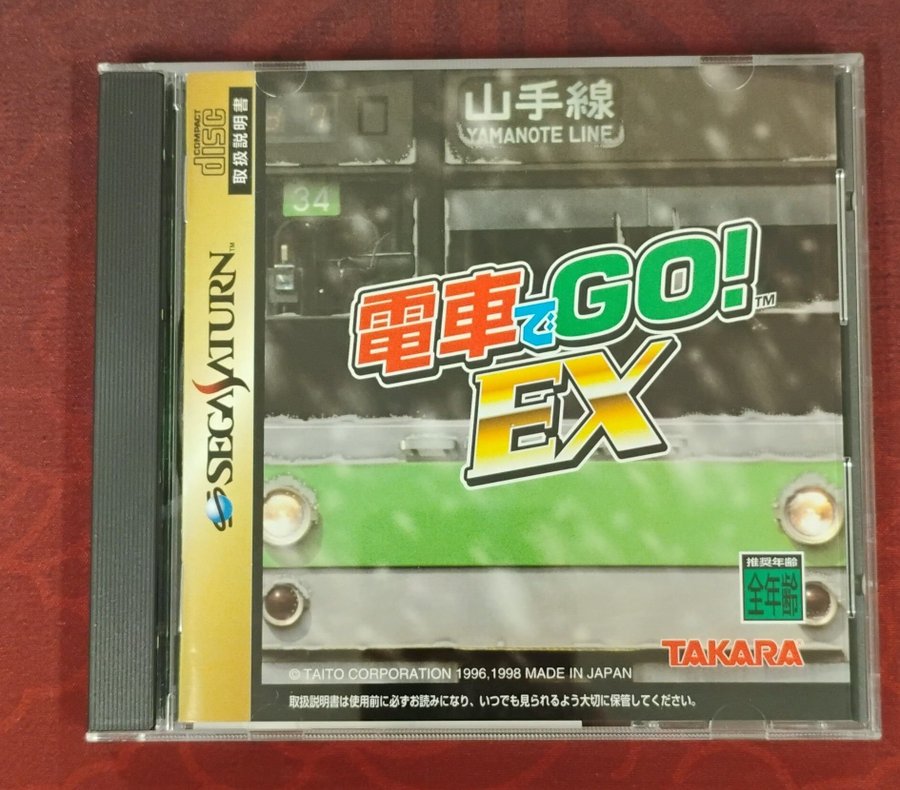 COMPACT
disc
取扱説明書
SEGA SATURN™
山手線
YAMANOTE LINE
34
電車でGO!™
EX
推奨年齢
全年齢
TAKARA
© TAITO CORPORATION 1996,1998 MADE IN JAPAN
取扱説明書は使用前に必ずお読みになり、いつでも見られるよう大切に保管してください。